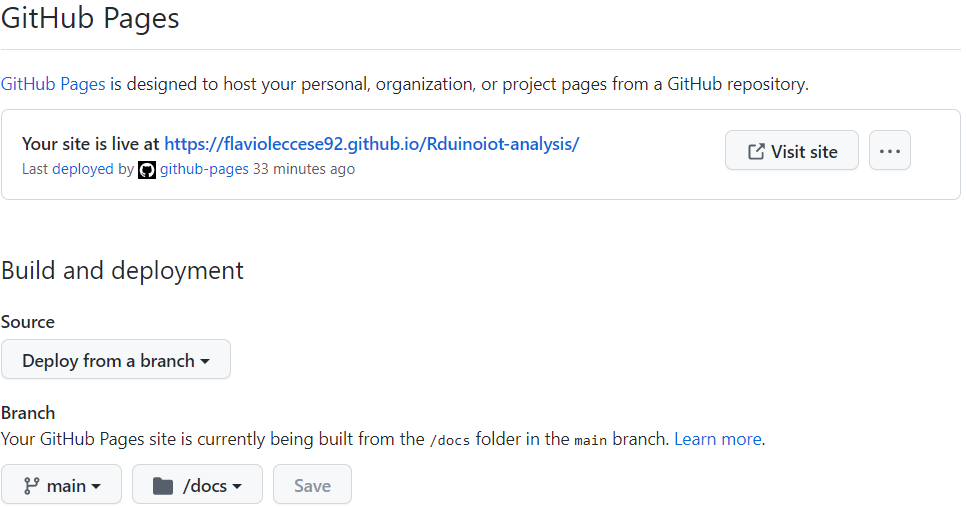 GitHub Pages
GitHub Pages is designed to host your personal, organization, or project pages from a GitHub repository.
Your site is live at https://flavioleccese92.github.io/Rduinoiot-analysis/
Last deployed by github-pages 33 minutes ago
Visit site
Build and deployment
Source
Deploy from a branch
Branch
Your GitHub Pages site is currently being built from the /docs folder in the main branch. Learn more.
main
/docs
Save